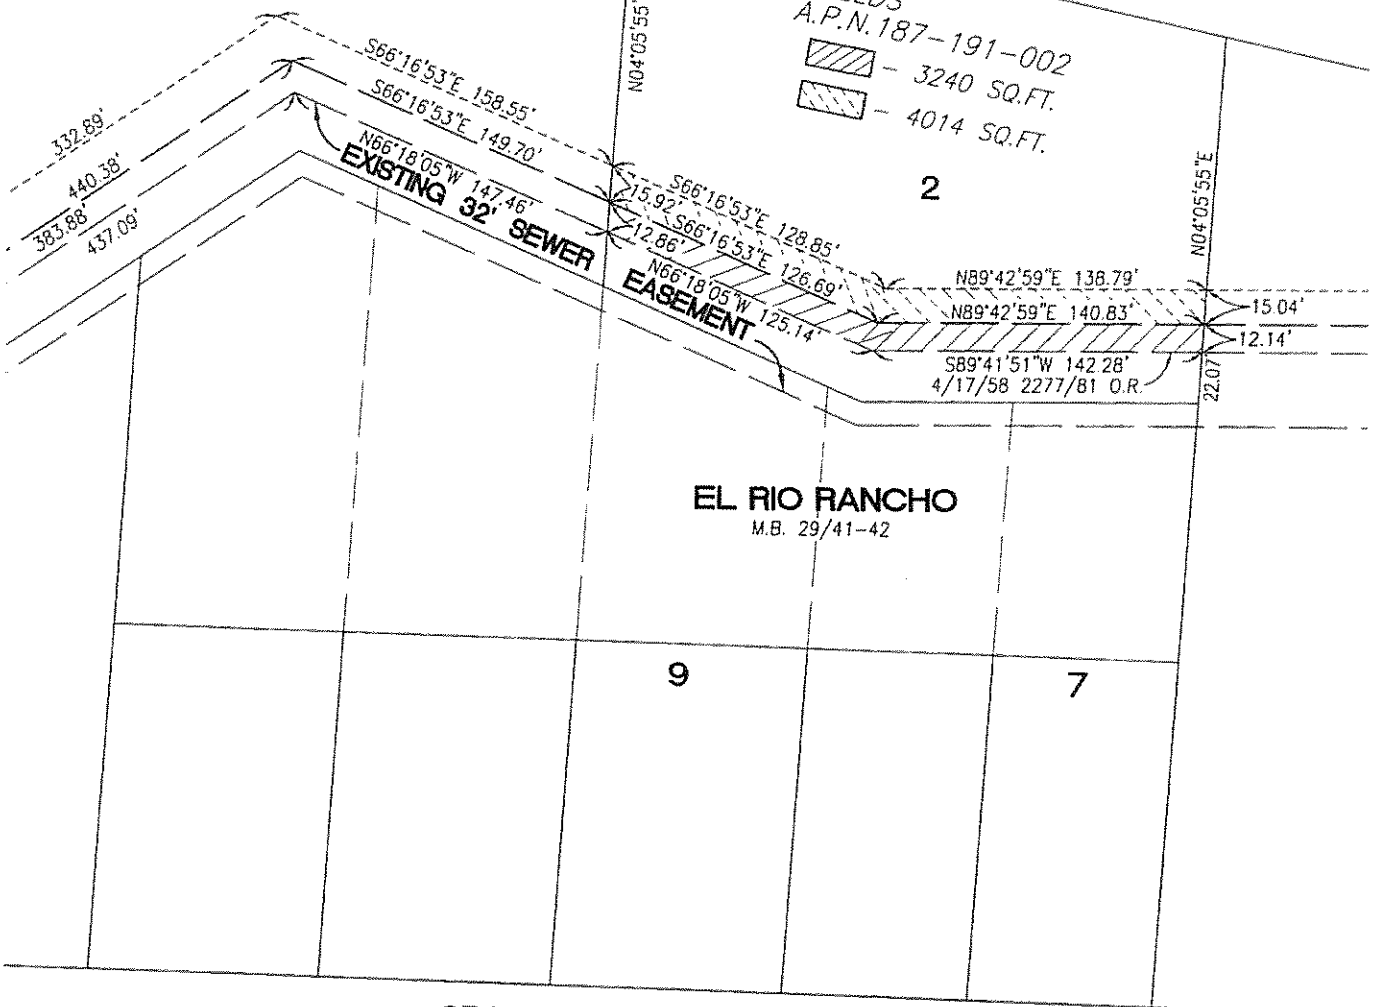 A.P.N.187-191-002
- 3240 SQ.FT.
- 4014 SQ.FT.
N04°05'55"
2
N04°05'55"E
S66°16'53"E 158.55'
S66°16'53"E 149.70'
N66°18'05"W 147.46'
332.89'
440.38'
383.88'
437.09'
EXISTING 32' SEWER EASEMENT
S66°16'53"E 128.85'
15.92'
S66°16'53"E 126.69'
12.86'
N66°18'05"W 125.14'
N89°42'59"E 138.79'
N89°42'59"E 140.83'
S89°41'51"W 142.28'
4/17/58 2277/81 O.R.
15.04'
12.14'
22.07'
EL RIO RANCHO
M.B. 29/41-42
9
7